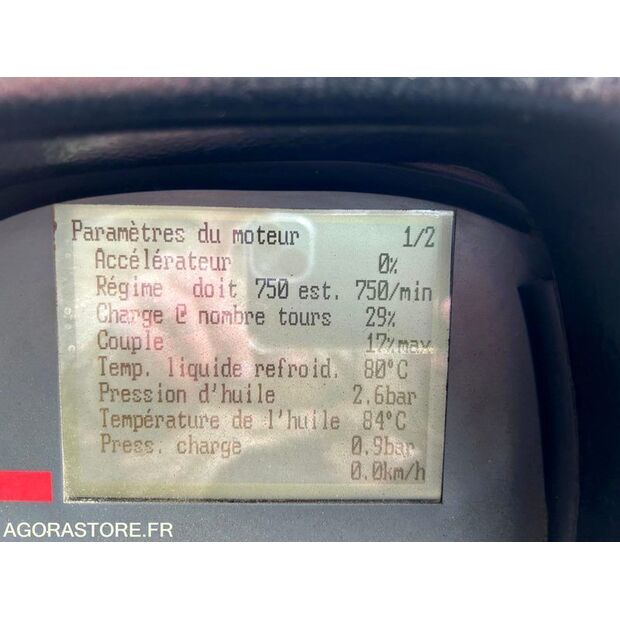 Paramètres du moteur 1/2
Accélérateur 0%
Régime doit 750 est. 750/min
Charge @ nombre tours 29%
Couple 17%max
Temp. liquide refroid. 80°C
Pression d'huile 2.6bar
Température de l'huile 84°C
Press. charge 0.9bar
0.0km/h
AGORASTORE.FR